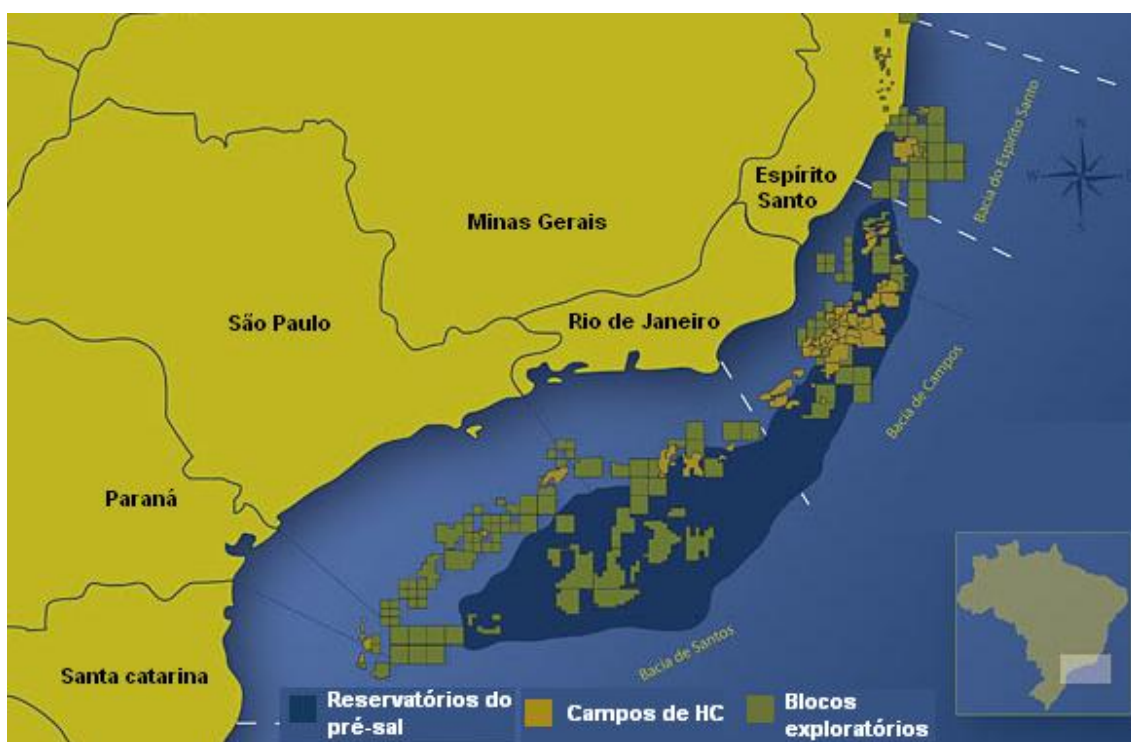 Bacia do Espírito Santo
N
W
Espírito
Santo
Minas Gerais
São Paulo
Rio de Janeiro
Bacia de Campos
Paraná
Bacia de Santos
Santa catarina
Reservatórios do
pré-sal
Campos de HC
Blocos
exploratórios